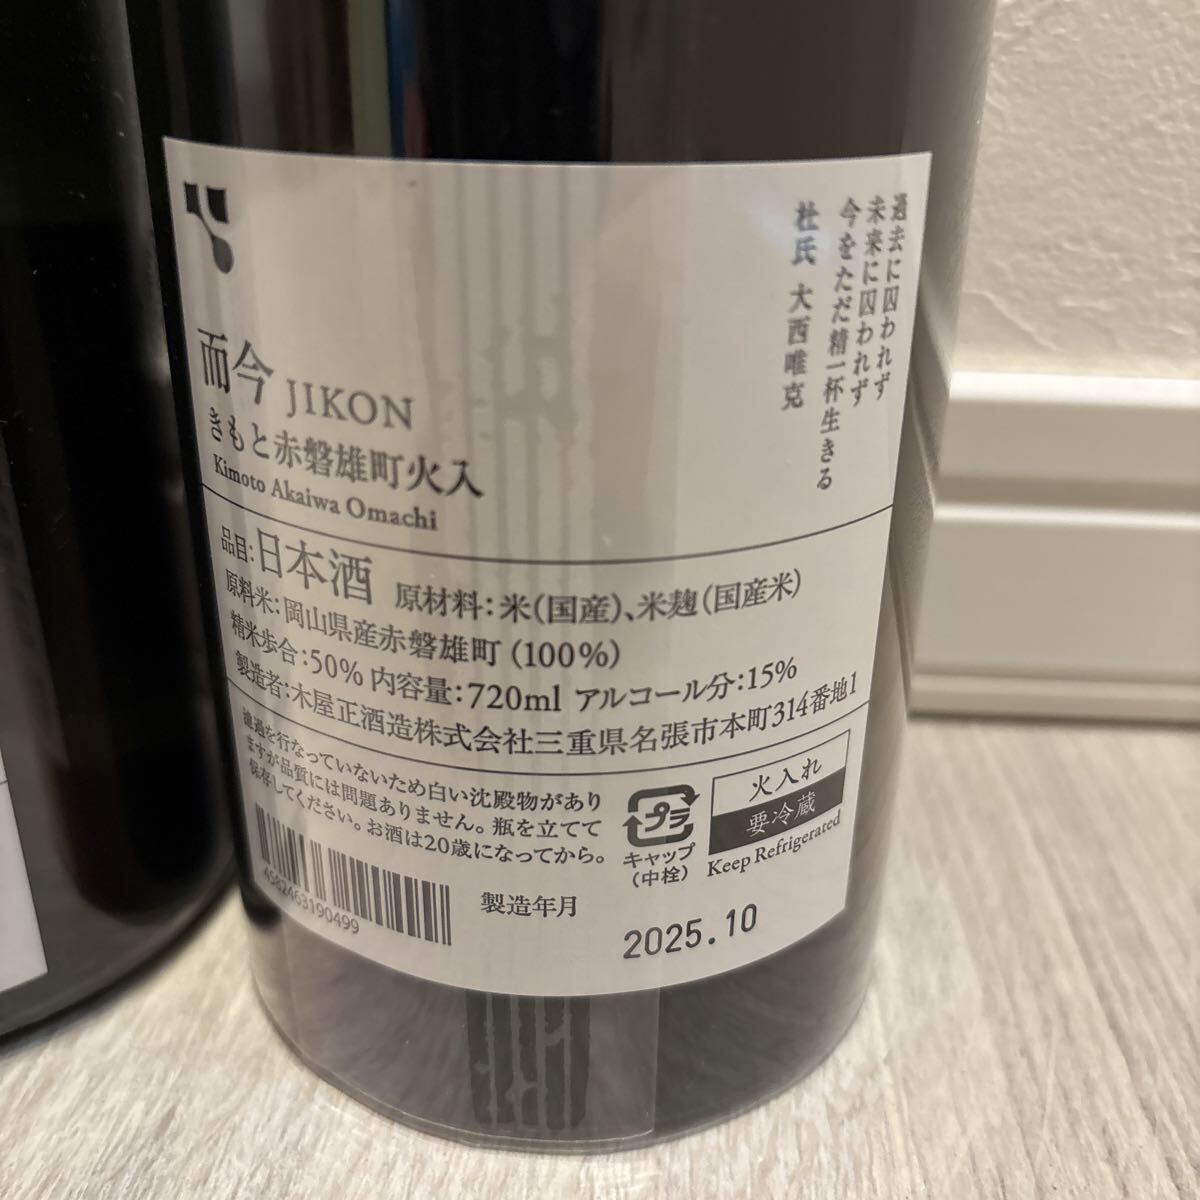 過去に囚われず
未来に囚われず
今をただ精一杯生きる
杜氏 大西唯克
而今 JIKON
きもと赤磐雄町火入
Kimoto Akaiwa Omachi
品目:日本酒 原材料:米(国産)、米麹(国産米)
原料米:岡山県産赤磐雄町(100%)
精米歩合:50% 内容量:720ml アルコール分:15%
製造者:木屋正酒造株式会社三重県名張市本町314番地1
濾過を行なっていないため白い沈殿物があり
ますが品質には問題ありません。瓶を立てて
保存してください。お酒は20歳になってから。
プラ
キャップ
(中栓)
火入れ
要冷蔵
Keep Refrigerated
4582463190499
製造年月
2025.10